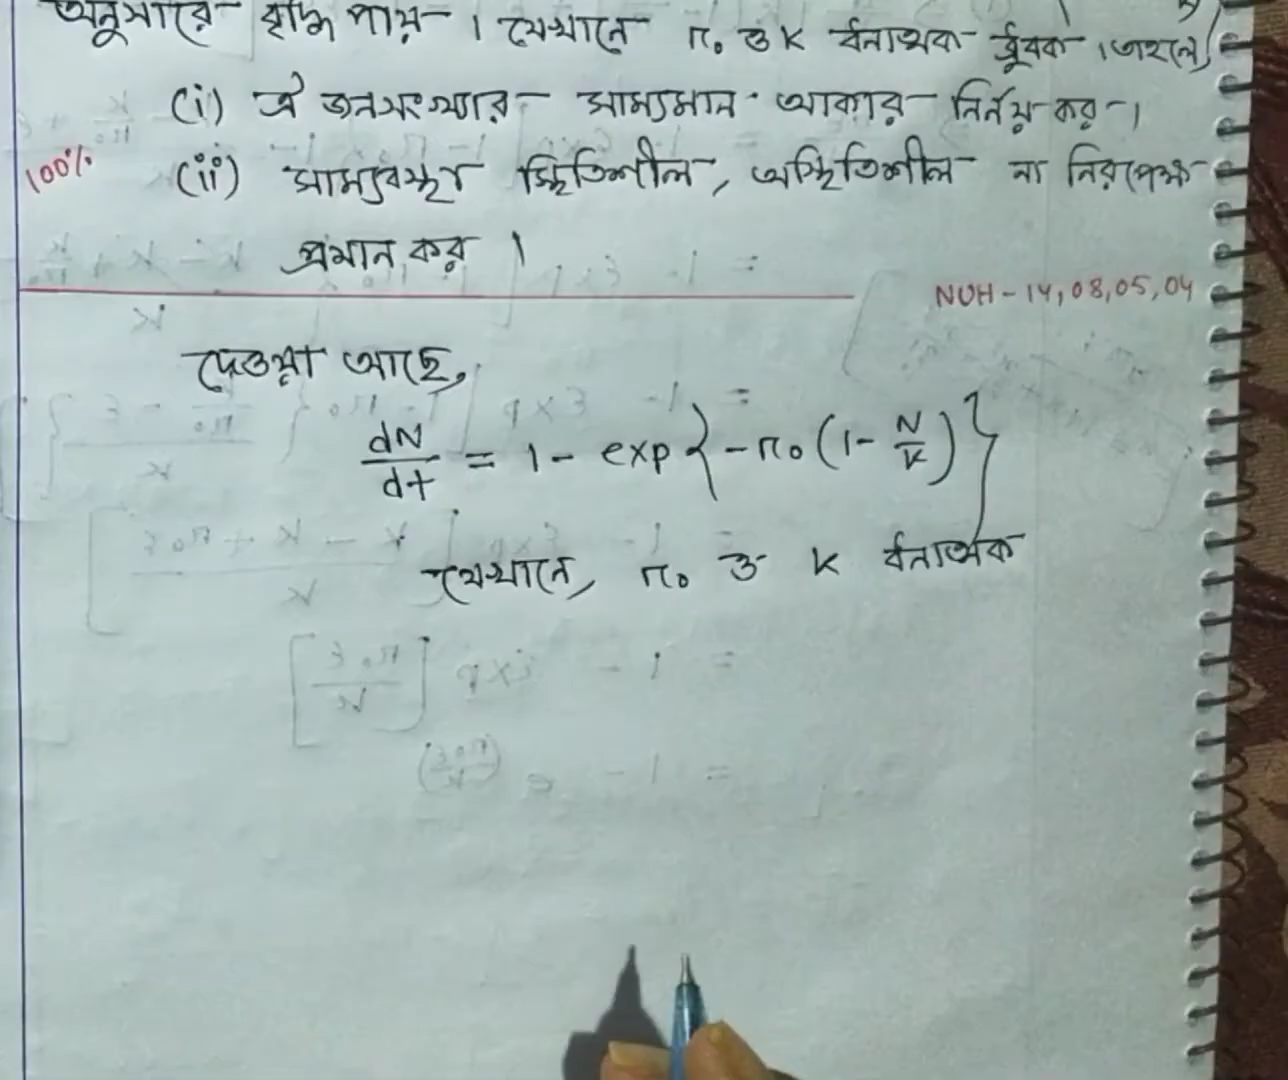 অনুসারে বৃদ্ধি পায় । যেখানে r₀ ও k ধনাত্মক ধ্রুবক । তাহলে,
(i) ঐ জনসংখ্যার সাম্যমান আকার নির্নয় কর ।
100% (ii) সাম্যবস্থা স্থিতিশীল, অস্থিতিশীল না নিরপেক্ষ
প্রমান কর ।
NUH - 14, 08, 05, 04
দেওয়া আছে,
dN/dt = 1 - exp{-r₀(1 - N/k)}
যেখানে, r₀ ও k ধনাত্মক